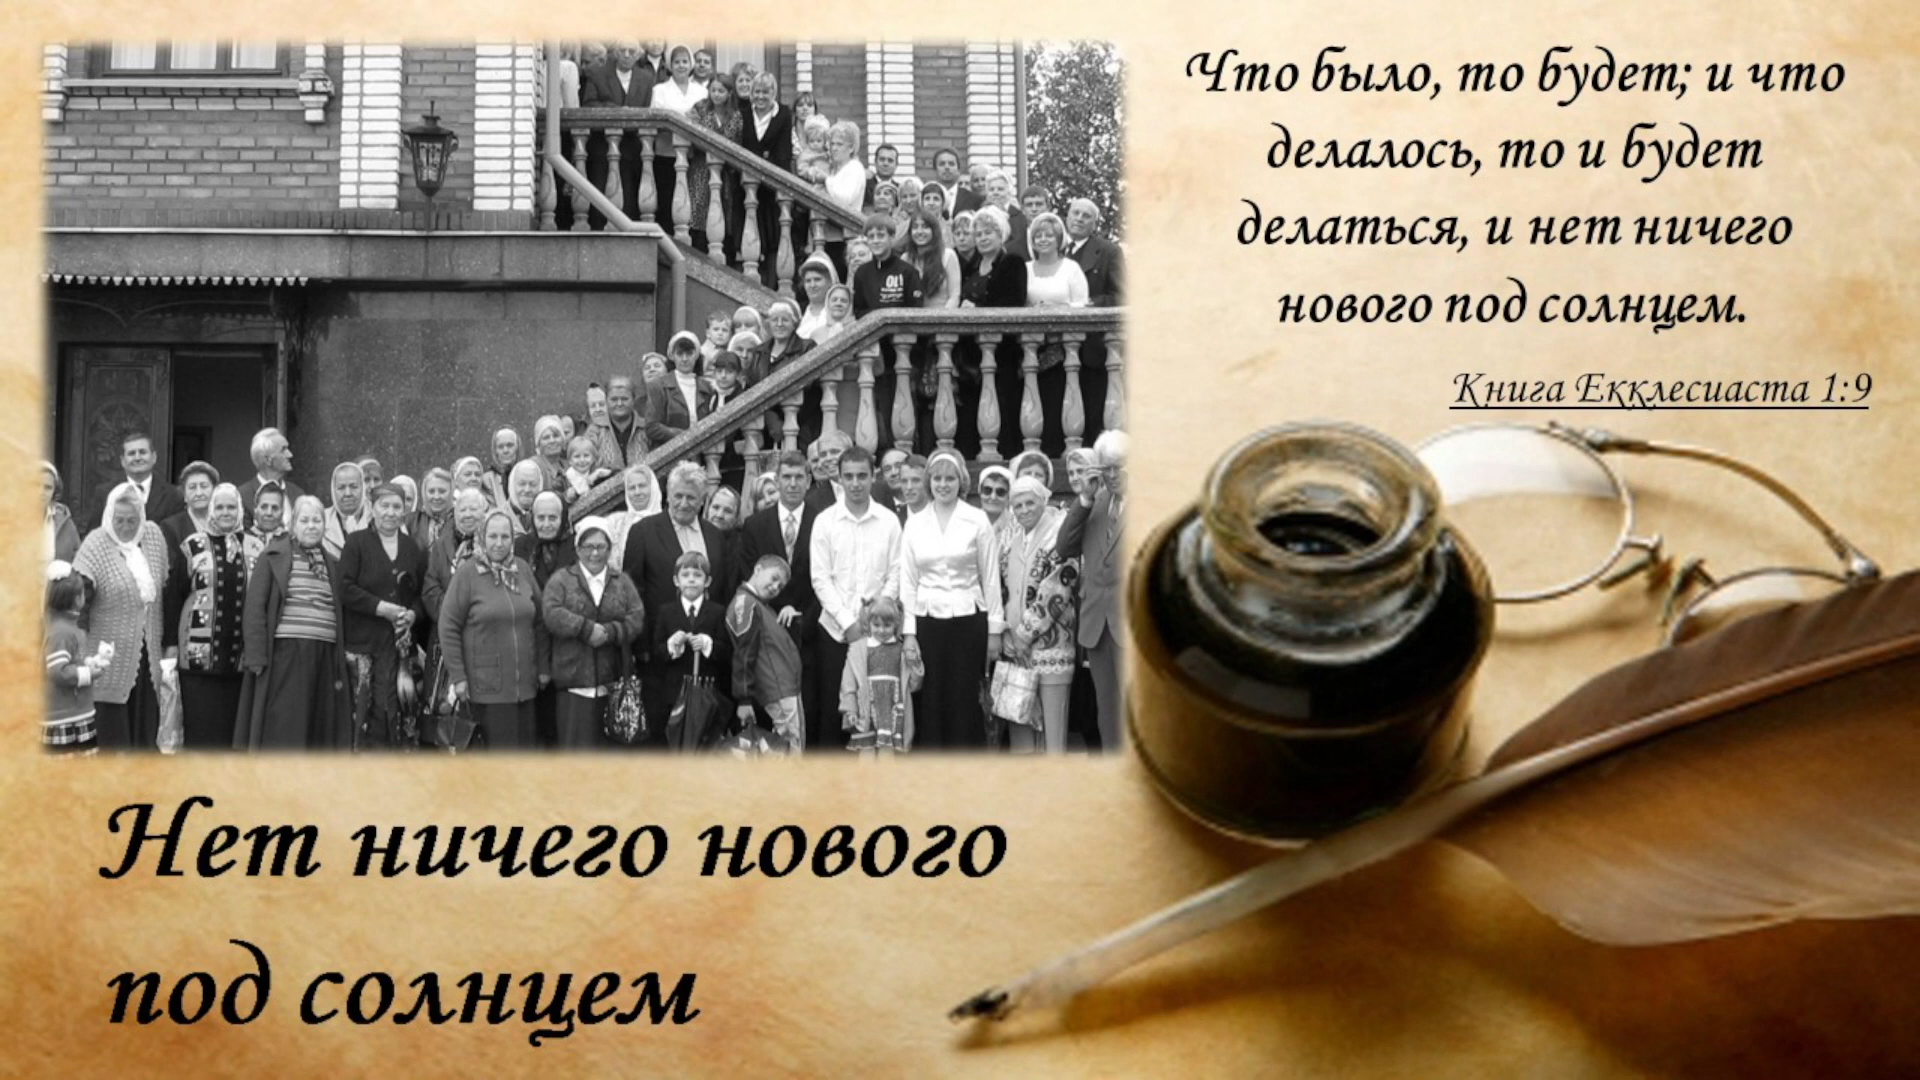 Что было, то будет; и что
делалось, то и будет
делаться, и нет ничего
нового под солнцем.
Книга Екклесиаста 1:9
Нет ничего нового
под солнцем